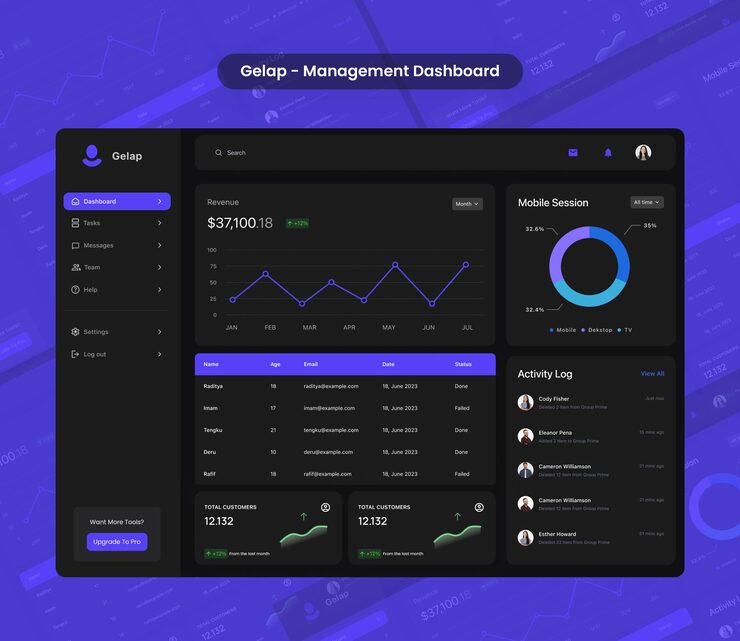 Gelap - Management Dashboard
Gelap
Search
Dashboard
Tasks
Messages
Team
Help
Settings
Log out
Want More Tools?
Upgrade To Pro
Revenue
Month
$37,100.18
+12%
100
75
50
25
0
JAN FEB MAR APR MAY JUN JUL
Mobile Session
All time
32.6%
35%
32.4%
Mobile Dekstop TV
Name Age Email Date Status
Raditya 18 raditya@example.com 18, June 2023 Done
Imam 17 imam@example.com 18, June 2023 Failed
Tengku 21 tengku@example.com 18, June 2023 Done
Deru 10 deru@example.com 18, June 2023 Done
Rafif 18 rafif@example.com 18, June 2023 Failed
TOTAL CUSTOMERS
12.132
+12% from the last month
TOTAL CUSTOMERS
12.132
+12% from the last month
Activity Log
View All
Cody Fisher Just now
Deleted 2 item from Group Prime
Eleanor Pena 15 mins ago
Added 2 item to Group Prime
Cameron Williamson 21 mins ago
Deleted 12 item from Group Prime
Cameron Williamson 21 mins ago
Deleted 12 item from Group Prime
Esther Howard 51 mins ago
Deleted 32 item from Group Prime